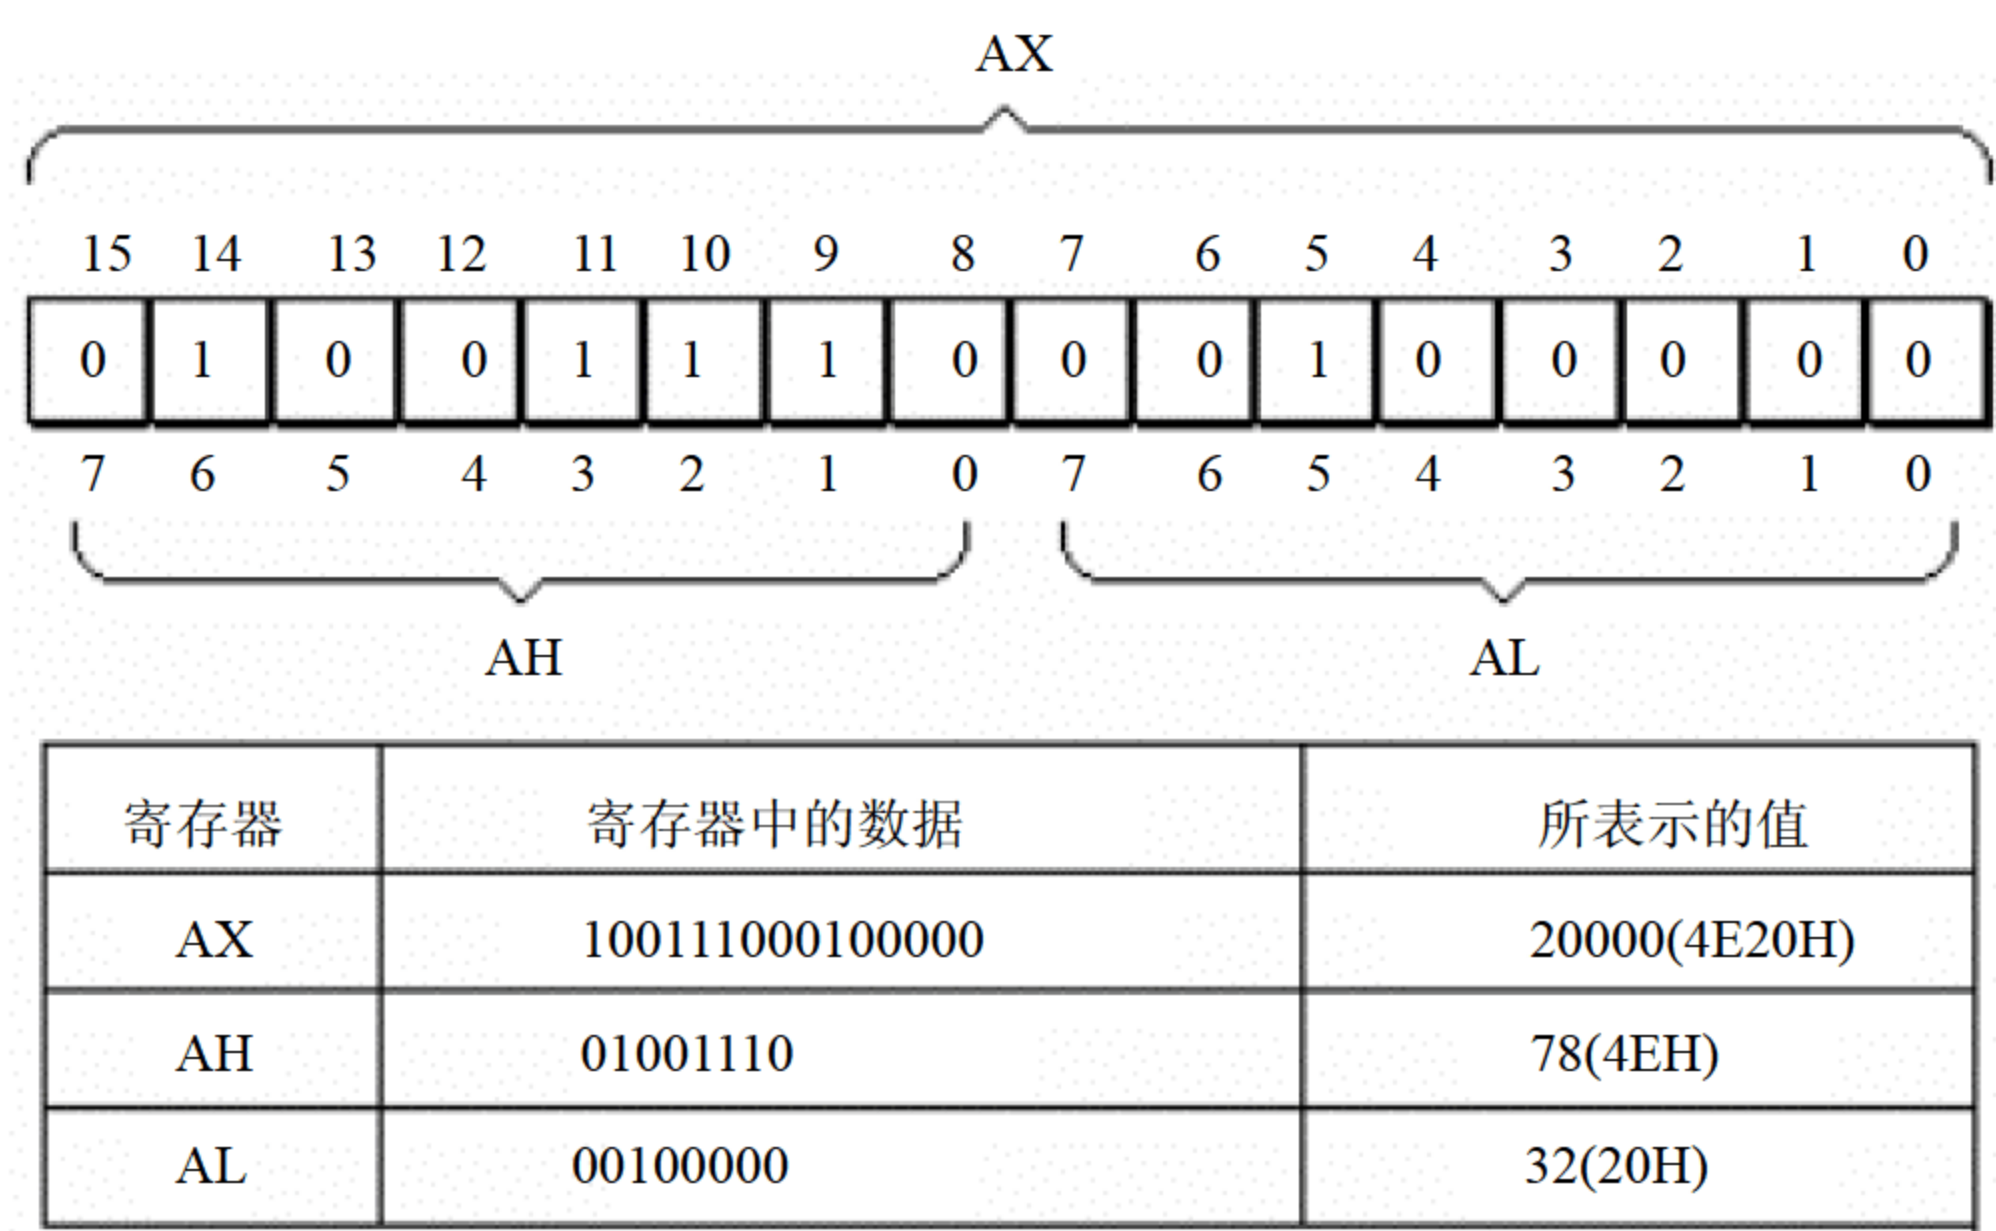 AX
15 14 13 12 11 10 9 8 7 6 5 4 3 2 1 0
0 1 0 0 1 1 1 0 0 0 1 0 0 0 0 0
7 6 5 4 3 2 1 0 7 6 5 4 3 2 1 0
AH AL
寄存器 寄存器中的数据 所表示的值
AX 100111000100000 20000(4E20H)
AH 01001110 78(4EH)
AL 00100000 32(20H)